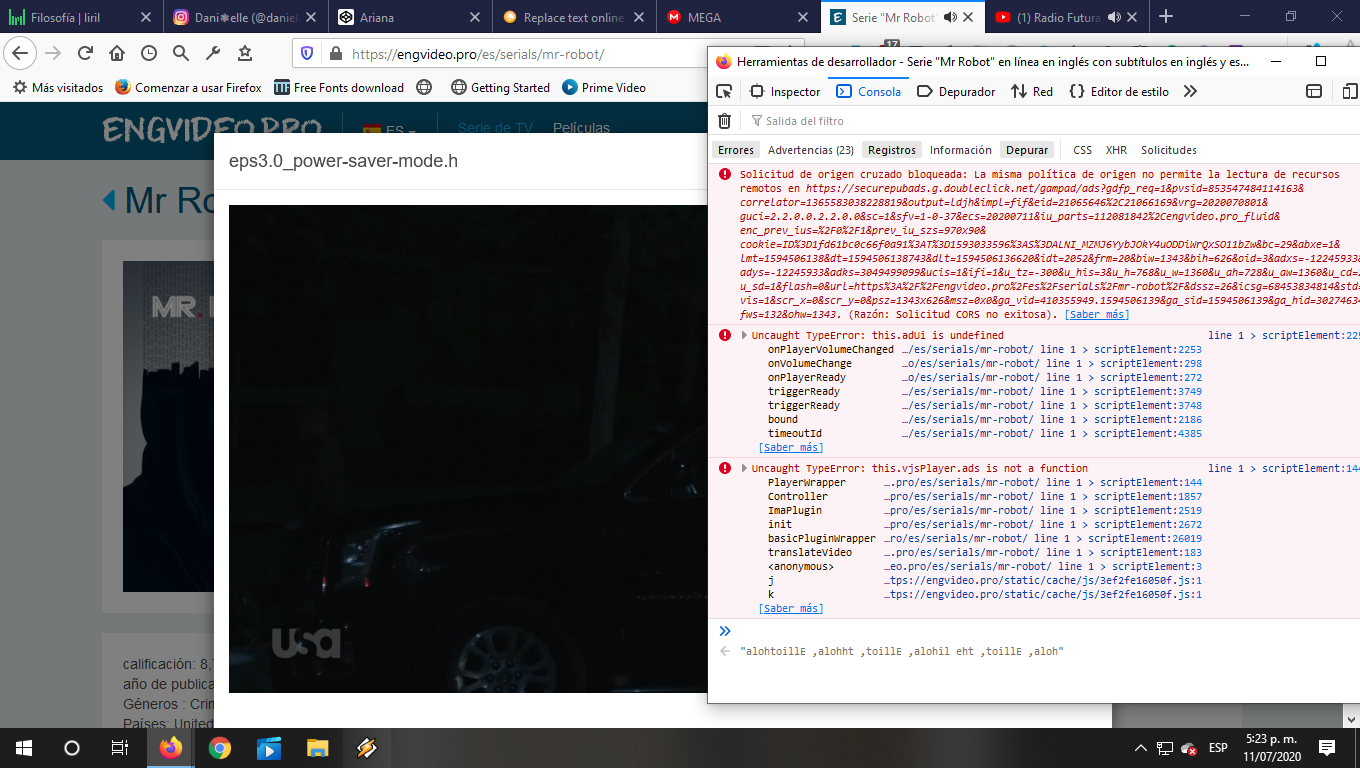 Filosofía | liril
Dani❃elle (@daniel
Ariana
Replace text online
MEGA
Serie "Mr Robot"
(1) Radio Futura
https://engvideo.pro/es/serials/mr-robot/
17
Más visitados
Comenzar a usar Firefox
Free Fonts download
Getting Started
Prime Video
ENGVIDEO.PRO
ES
Serie de TV
Películas
Mr Ro
eps3.0_power-saver-mode.h
MR.
usa
calificación: 8,
año de publica
Géneros : Crim
Países: United
Herramientas de desarrollador - Serie "Mr Robot" en línea en inglés con subtítulos en inglés y es...
Inspector
Consola
Depurador
Red
Editor de estilo
Salida del filtro
Errores
Advertencias (23)
Registros
Información
Depurar
CSS
XHR
Solicitudes
Solicitud de origen cruzado bloqueada: La misma política de origen no permite la lectura de recursos
remotos en https://securepubads.g.doubleclick.net/gampad/ads?gdfp_req=1&pvsid=853547484114163&
correlator=1365583038228819&output=ldjh&impl=fif&eid=21065646%2C21066169&vrg=2020070801&
guci=2.2.0.0.2.2.0.0&sc=1&sfv=1-0-37&ecs=20200711&iu_parts=112081842%2Cengvideo.pro_fluid&
enc_prev_ius=%2F0%2F1&prev_iu_szs=970x90&
cookie=ID%3D1fd61bc0c66f0a91%3AT%3D1593033596%3AS%3DALNI_MZMJ6YybJOkY4uODDiWrQxSO11bZw&bc=29&abxe=1&
lmt=1594506138&dt=1594506138743&dlt=1594506136620&idt=2052&frm=20&biw=1343&bih=626&oid=3&adxs=-12245933&
adys=-12245933&adks=3049499099&ucis=1&ifi=1&u_tz=-300&u_his=3&u_h=768&u_w=1360&u_ah=728&u_aw=1360&u_cd=2
u_sd=1&flash=0&url=https%3A%2F%2Fengvideo.pro%2Fes%2Fserials%2Fmr-robot%2F&dssz=26&icsg=68453834814&std=
vis=1&scr_x=0&scr_y=0&psz=1343x626&msz=0x0&ga_vid=410355949.1594506139&ga_sid=1594506139&ga_hid=30274634
fws=132&ohw=1343. (Razón: Solicitud CORS no exitosa). [Saber más]
Uncaught TypeError: this.adUi is undefined line 1 > scriptElement:225
onPlayerVolumeChanged …/es/serials/mr-robot/ line 1 > scriptElement:2253
onVolumeChange …o/es/serials/mr-robot/ line 1 > scriptElement:298
onPlayerReady …o/es/serials/mr-robot/ line 1 > scriptElement:272
triggerReady …/es/serials/mr-robot/ line 1 > scriptElement:3749
triggerReady …/es/serials/mr-robot/ line 1 > scriptElement:3748
bound …/es/serials/mr-robot/ line 1 > scriptElement:2186
timeoutId …/es/serials/mr-robot/ line 1 > scriptElement:4385
[Saber más]
Uncaught TypeError: this.vjsPlayer.ads is not a function line 1 > scriptElement:144
PlayerWrapper ….pro/es/serials/mr-robot/ line 1 > scriptElement:144
Controller …pro/es/serials/mr-robot/ line 1 > scriptElement:1857
ImaPlugin …pro/es/serials/mr-robot/ line 1 > scriptElement:2519
init …pro/es/serials/mr-robot/ line 1 > scriptElement:2672
basicPluginWrapper …ro/es/serials/mr-robot/ line 1 > scriptElement:26019
translateVideo ….pro/es/serials/mr-robot/ line 1 > scriptElement:183
<anonymous> …eo.pro/es/serials/mr-robot/ line 1 > scriptElement:3
j …tps://engvideo.pro/static/cache/js/3ef2fe16050f.js:1
k …tps://engvideo.pro/static/cache/js/3ef2fe16050f.js:1
[Saber más]
"alohtoillE ,alohht ,toillE ,alohil eht ,toillE ,aloh"
ESP
5:23 p. m.
11/07/2020